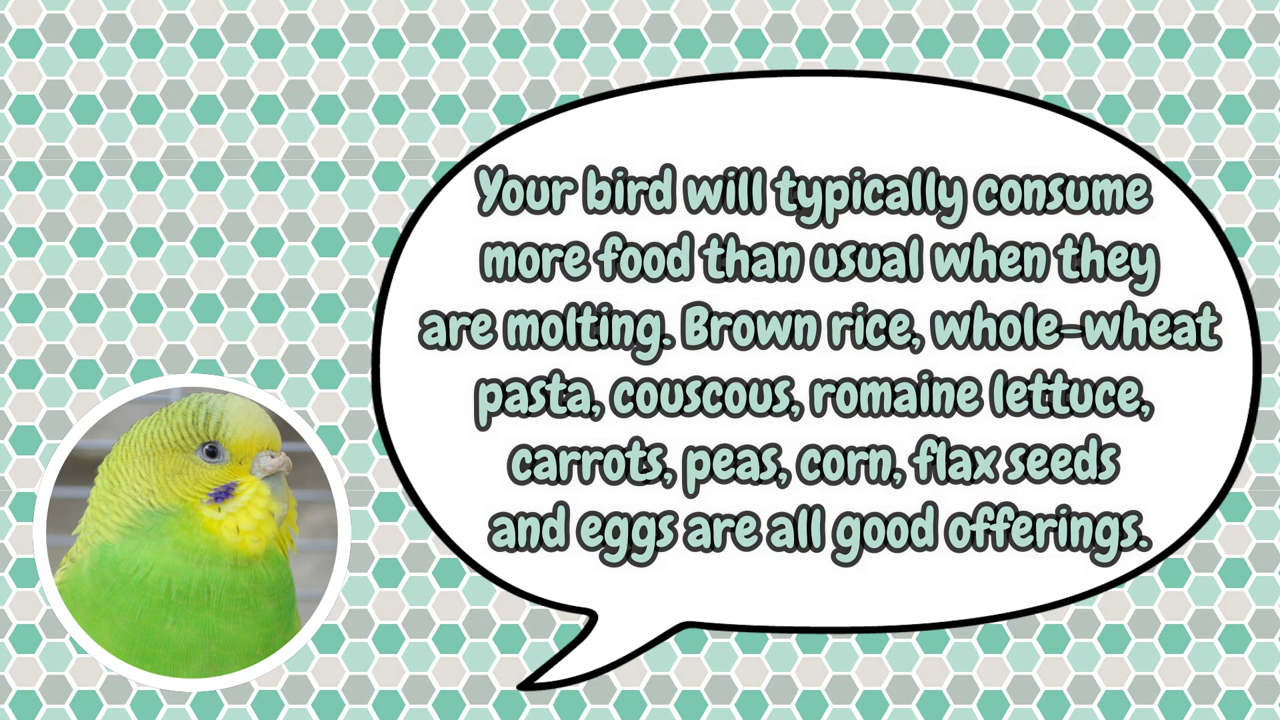 Your bird will typically consume
more food than usual when they
are molting. Brown rice, whole-wheat
pasta, couscous, romaine lettuce,
carrots, peas, corn, flax seeds
and eggs are all good offerings.